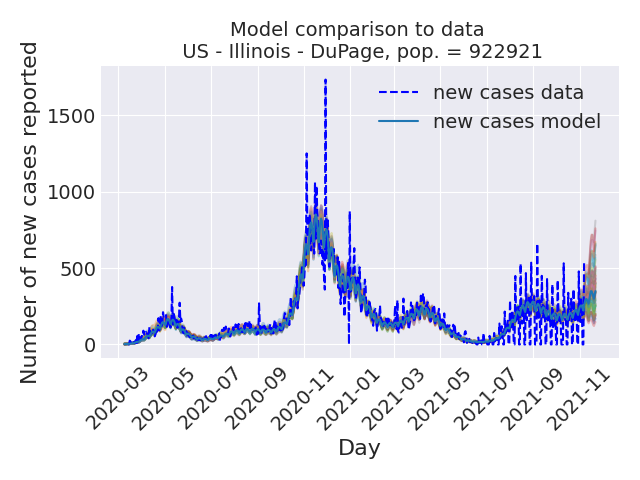 Model comparison to data
US - Illinois - DuPage, pop. = 922921
Number of new cases reported
1500
1000
500
0
new cases data
new cases model
2020-03
2020-05
2020-07
2020-09
2020-11
2021-01
2021-03
2021-05
2021-07
2021-09
2021-11
Day